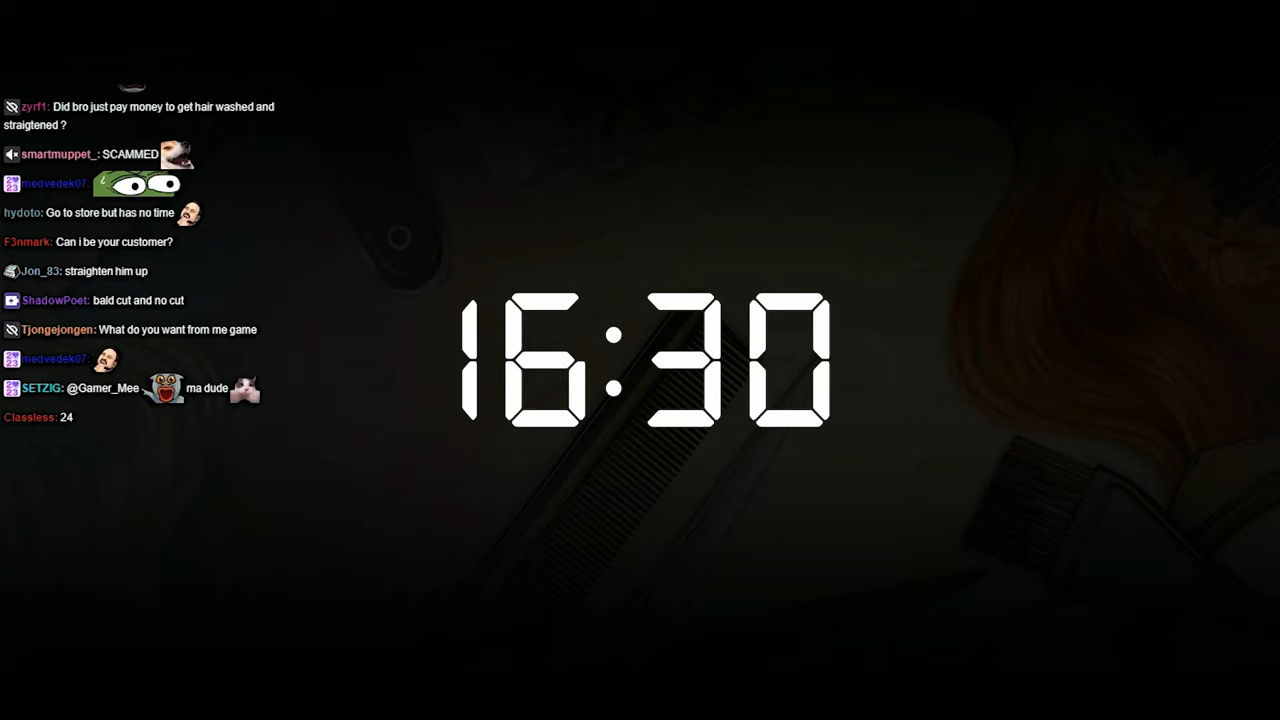 zyrf1: Did bro just pay money to get hair washed and
straigtened ?
smartmuppet_: SCAMMED
medvedek07:
hydoto: Go to store but has no time
F3nmark: Can i be your customer?
Jon_83: straighten him up
ShadowPoet: bald cut and no cut
Tjongejongen: What do you want from me game
medvedek07:
SETZIG: @Gamer_Mee ma dude
Classless: 24
16:30